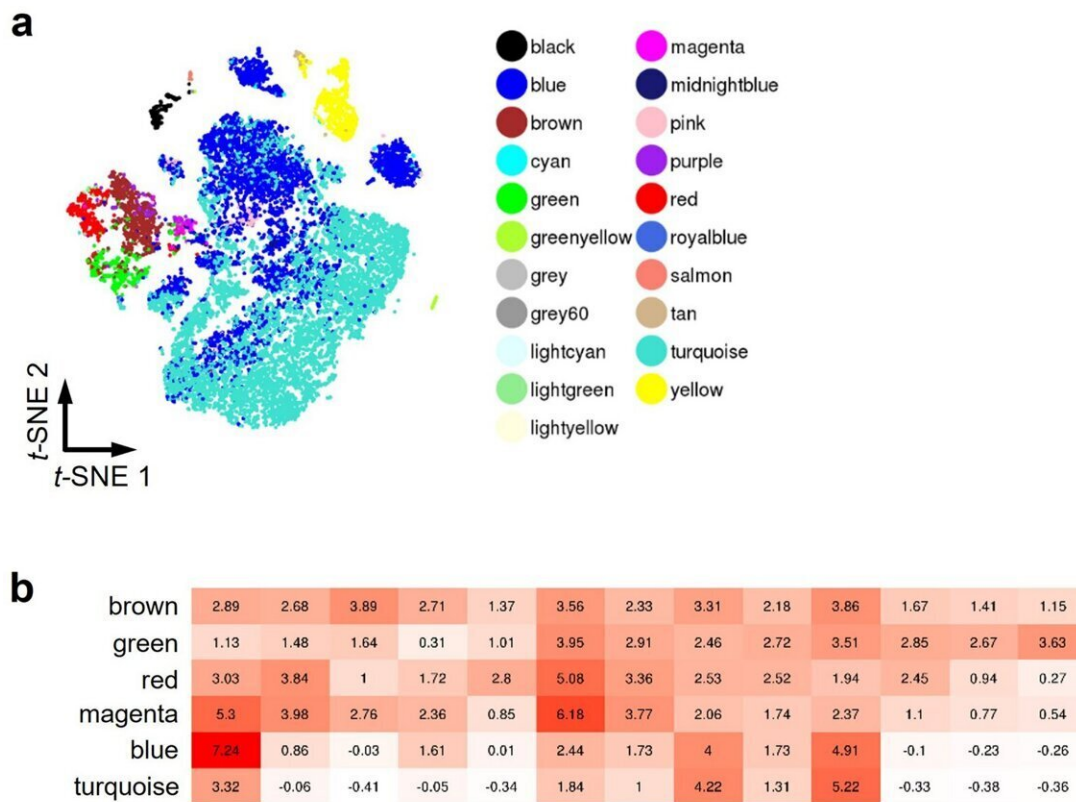 a
black magenta
blue midnightblue
brown pink
cyan purple
green red
greenyellow royalblue
grey salmon
grey60 tan
lightcyan turquoise
lightgreen yellow
lightyellow
t-SNE 2
t-SNE 1
b
brown 2.89 2.68 3.89 2.71 1.37 3.56 2.33 3.31 2.18 3.86 1.67 1.41 1.15
green 1.13 1.48 1.64 0.31 1.01 3.95 2.91 2.46 2.72 3.51 2.85 2.67 3.63
red 3.03 3.84 1 1.72 2.8 5.08 3.36 2.53 2.52 1.94 2.45 0.94 0.27
magenta 5.3 3.98 2.76 2.36 0.85 6.18 3.77 2.06 1.74 2.37 1.1 0.77 0.54
blue 7.24 0.86 -0.03 1.61 0.01 2.44 1.73 4 1.73 4.91 -0.1 -0.23 -0.26
turquoise 3.32 -0.06 -0.41 -0.05 -0.34 1.84 1 4.22 1.31 5.22 -0.33 -0.38 -0.36